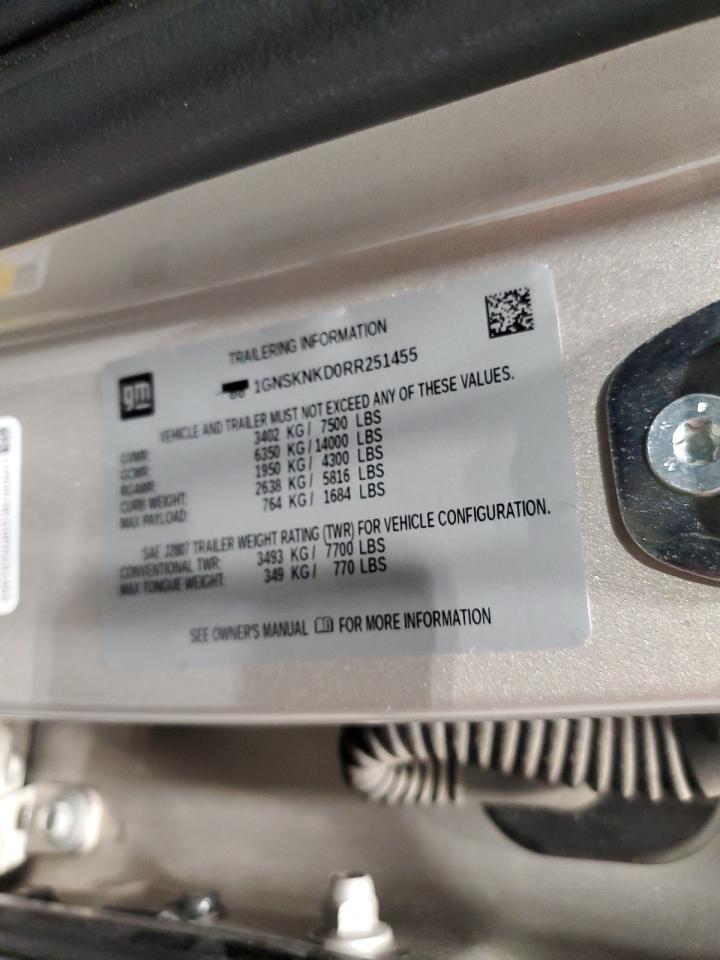 TRAILERING INFORMATION
gm
1GNSKNKD0RR251455
VEHICLE AND TRAILER MUST NOT EXCEED ANY OF THESE VALUES.
GVWR: 3402 KG/ 7500 LBS
GCWR: 6350 KG/14000 LBS
RGAWR: 1950 KG/ 4300 LBS
CURB WEIGHT: 2638 KG/ 5816 LBS
MAX PAYLOAD: 764 KG/ 1684 LBS
SAE J2807 TRAILER WEIGHT RATING (TWR) FOR VEHICLE CONFIGURATION.
CONVENTIONAL TWR: 3493 KG/ 7700 LBS
MAX TONGUE WEIGHT: 349 KG/ 770 LBS
SEE OWNER'S MANUAL FOR MORE INFORMATION